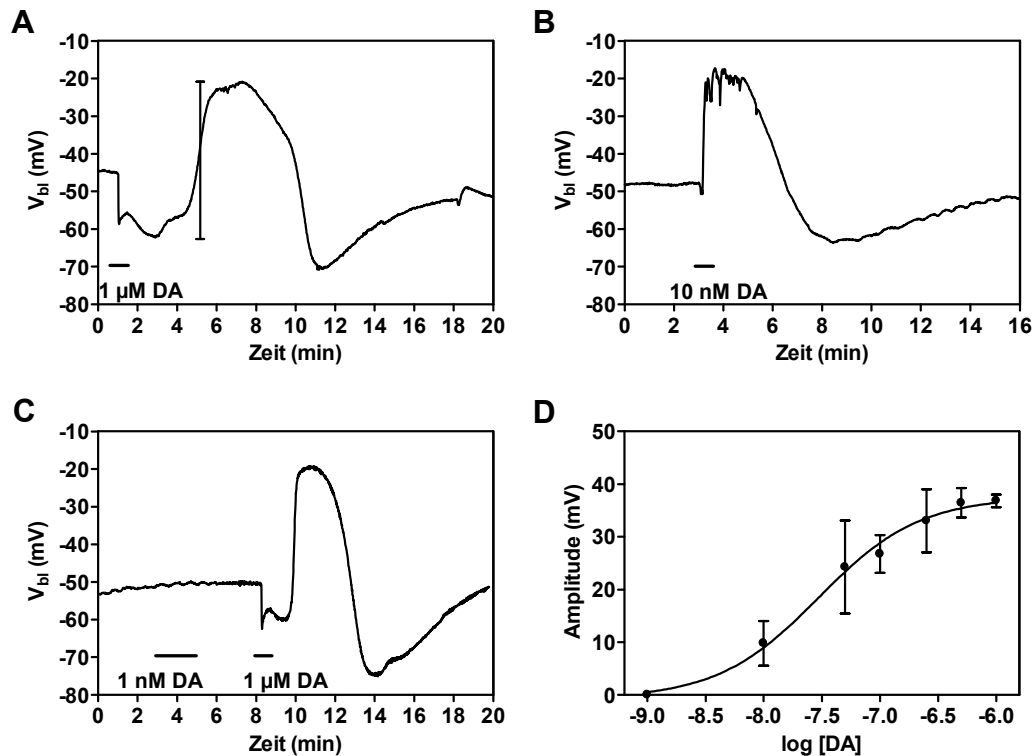 A
V_bl (mV)
-10
-20
-30
-40
-50
-60
-70
-80
1 µM DA
0 2 4 6 8 10 12 14 16 18 20
Zeit (min)
B
V_bl (mV)
-10
-20
-30
-40
-50
-60
-70
-80
10 nM DA
0 2 4 6 8 10 12 14 16
Zeit (min)
C
V_bl (mV)
-10
-20
-30
-40
-50
-60
-70
-80
1 nM DA 1 µM DA
0 2 4 6 8 10 12 14 16 18 20
Zeit (min)
D
Amplitude (mV)
50
40
30
20
10
0
-9.0 -8.5 -8.0 -7.5 -7.0 -6.5 -6.0
log [DA]